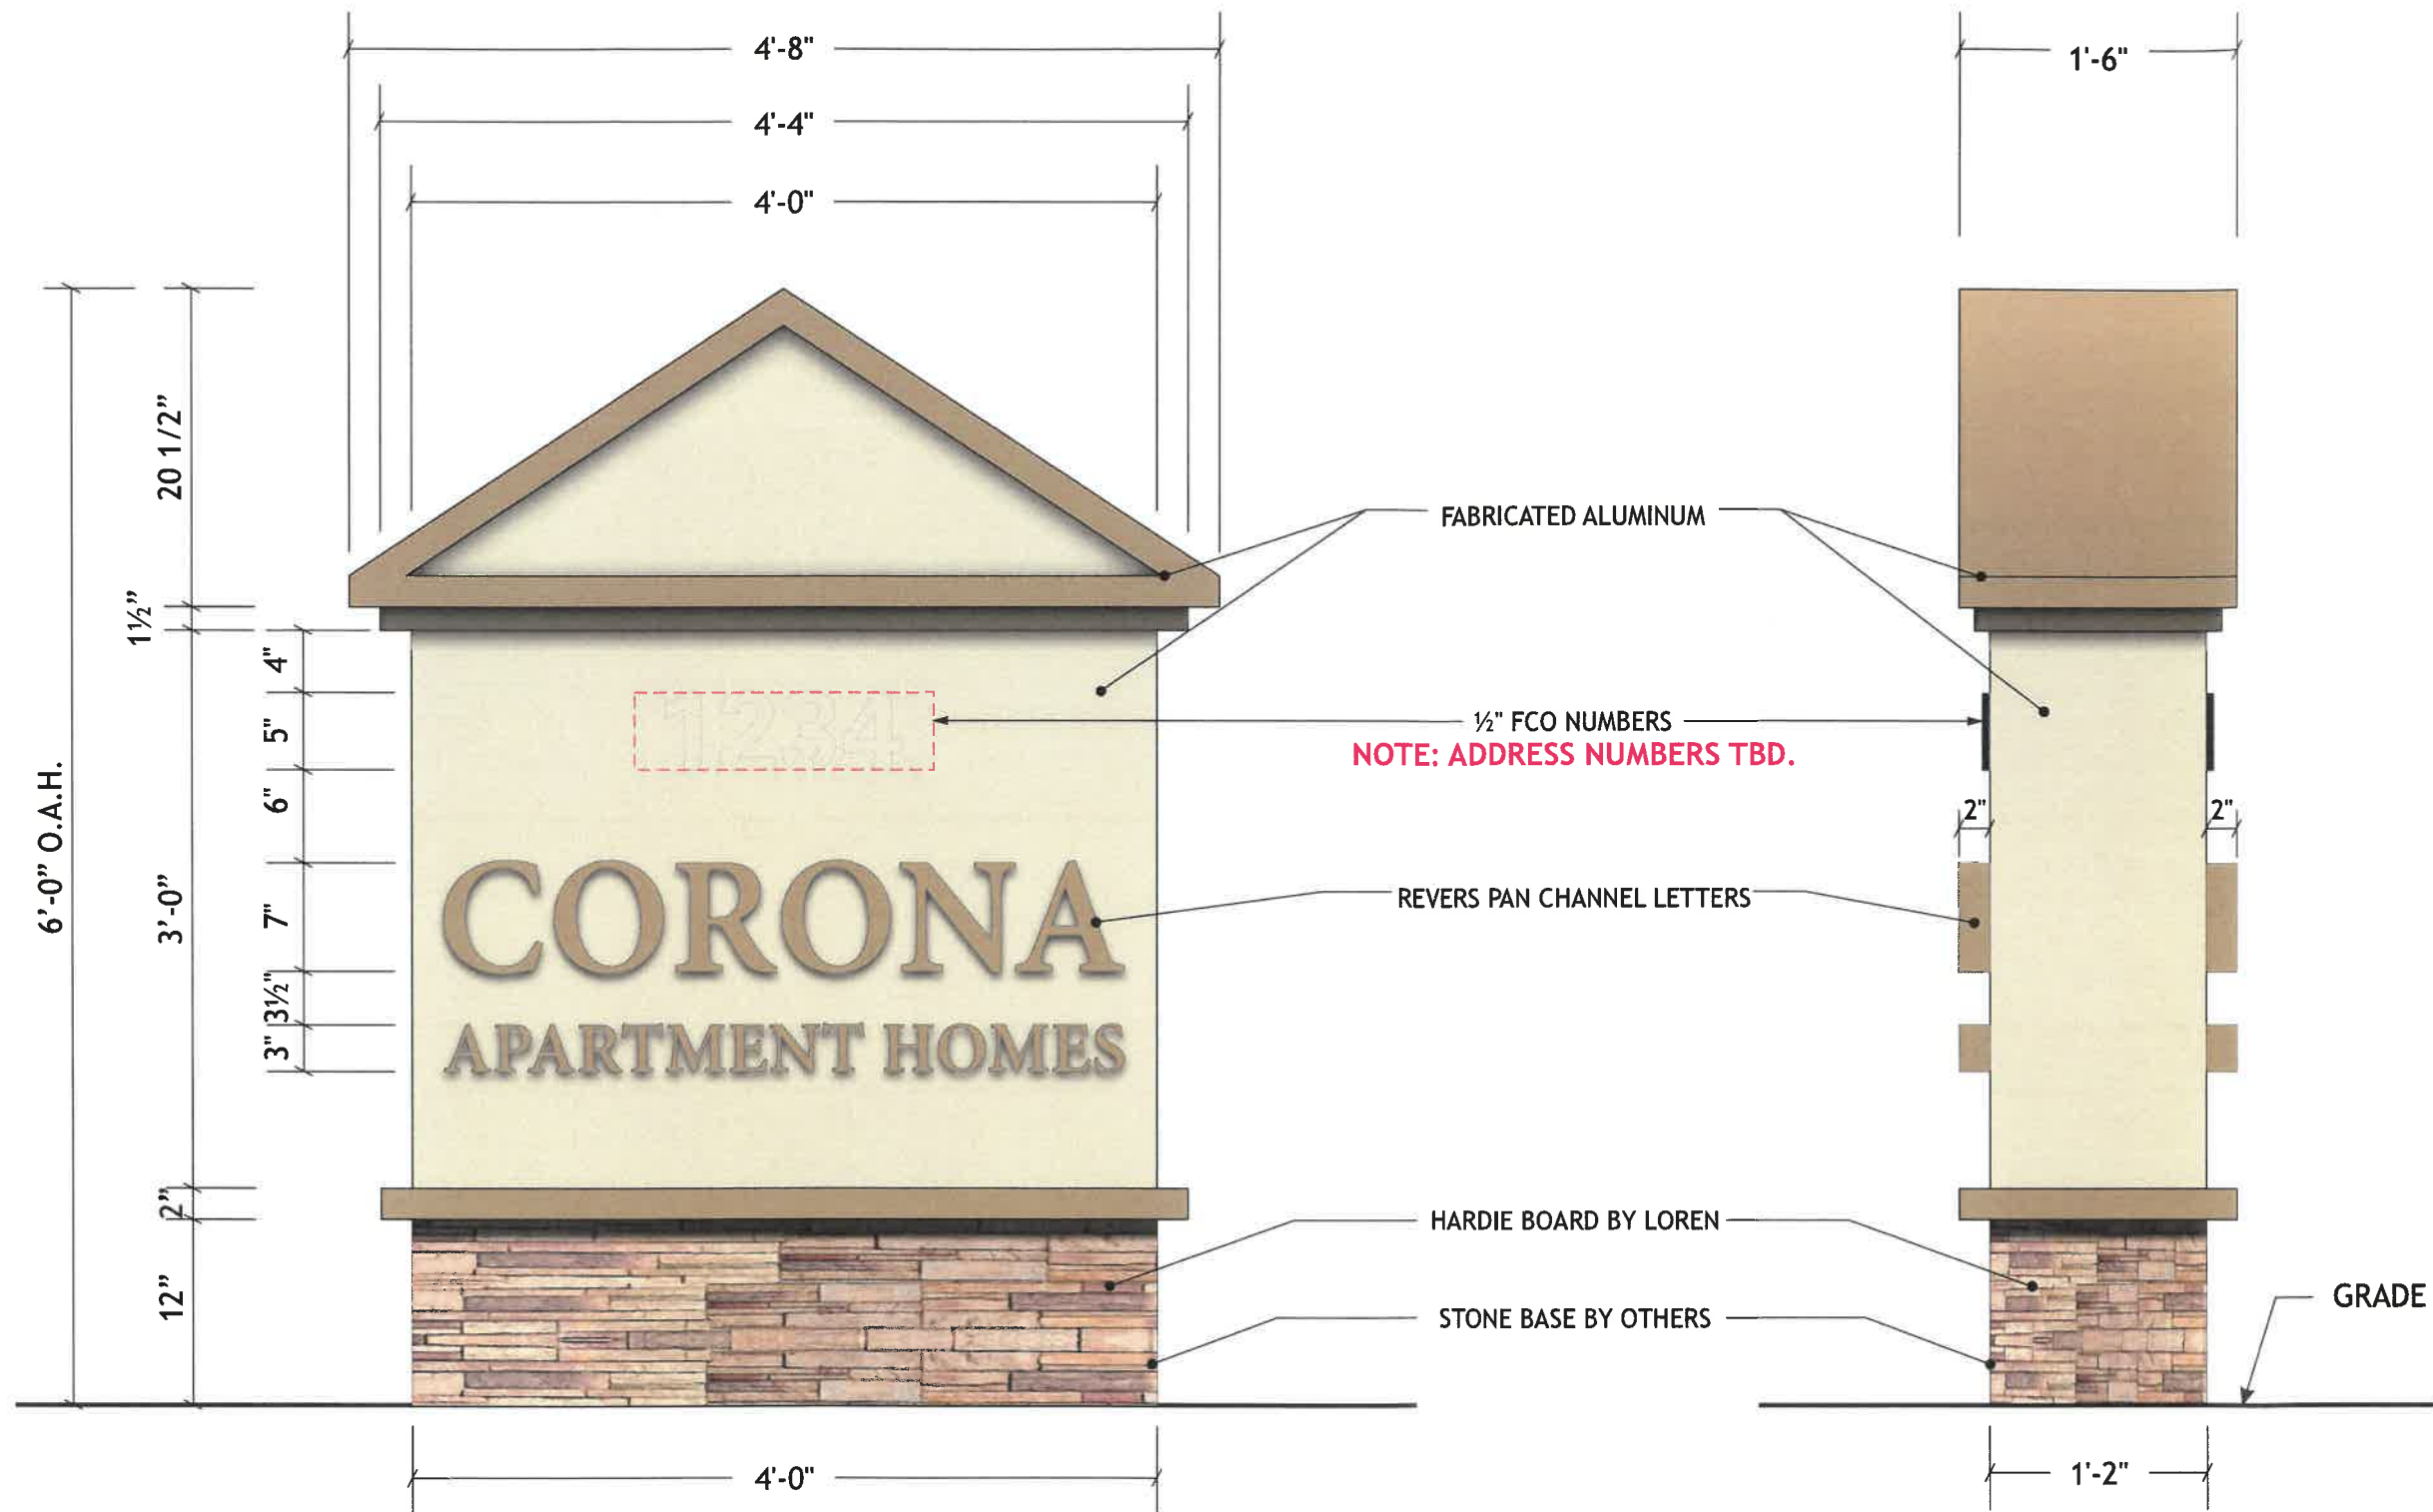 4'-8"
1'-6"
4'-4"
4'-0"
6'-0” O.A.H.
20 1/2”
1½”
3’-0”
2”
12”
4"
5"
6"
7"
3½"
3"
1234
CORONA
APARTMENT HOMES
FABRICATED ALUMINUM
½" FCO NUMBERS
NOTE: ADDRESS NUMBERS TBD.
2"
2"
REVERS PAN CHANNEL LETTERS
HARDIE BOARD BY LOREN
STONE BASE BY OTHERS
GRADE
4'-0"
1'-2"